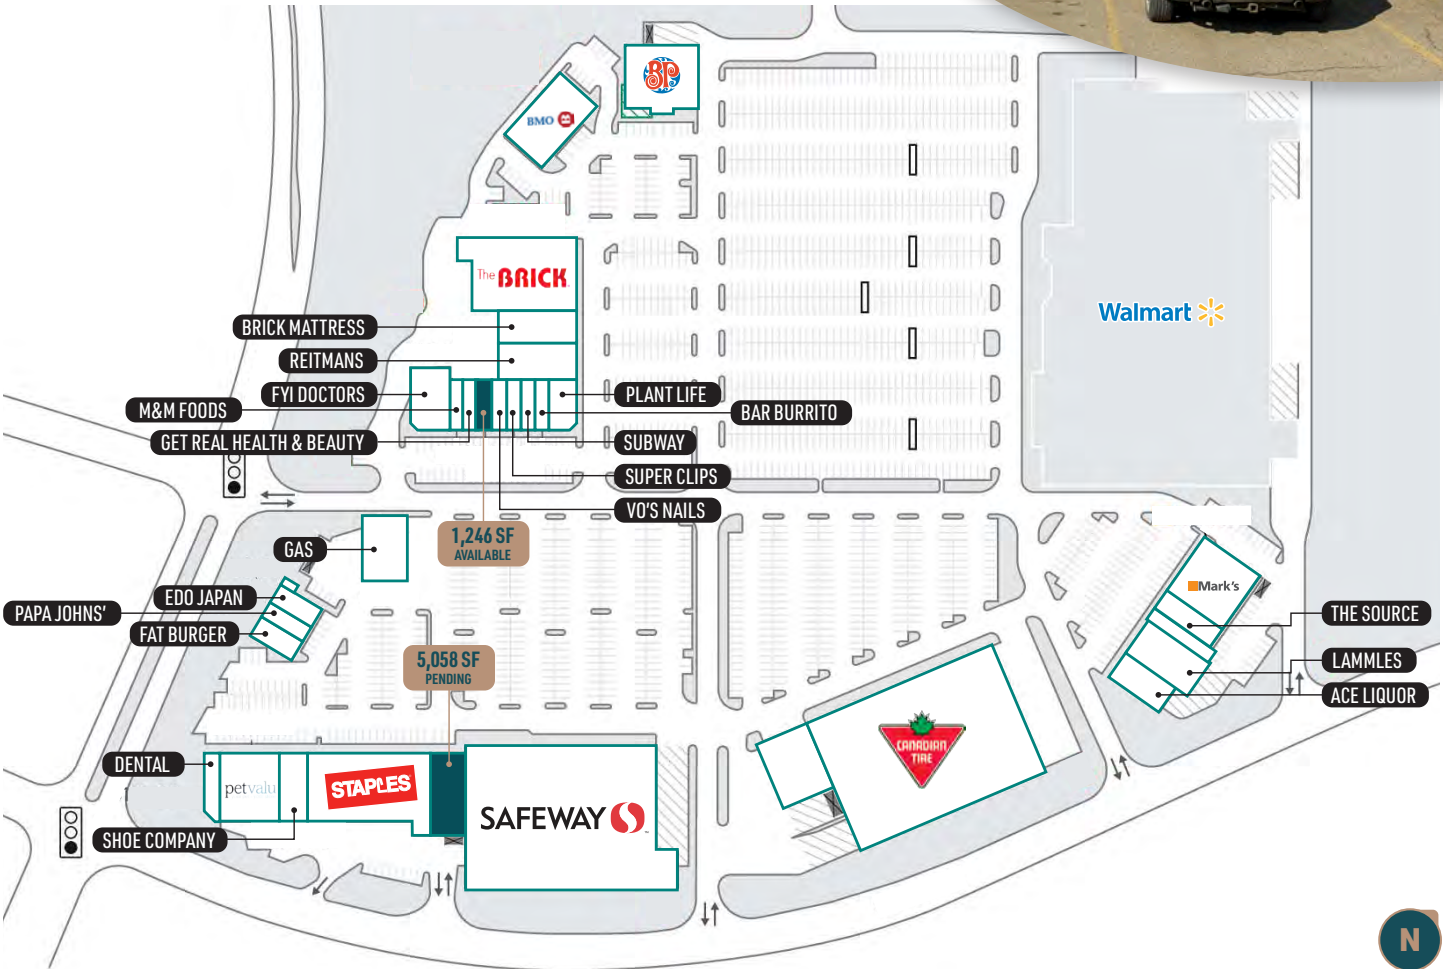 BP
BMO
The BRICK
Walmart
BRICK MATTRESS
REITMANS
FYI DOCTORS
M&M FOODS
GET REAL HEALTH & BEAUTY
PLANT LIFE
BAR BURRITO
SUBWAY
SUPER CLIPS
VO'S NAILS
1,246 SF
AVAILABLE
GAS
EDO JAPAN
PAPA JOHNS'
FAT BURGER
Mark's
THE SOURCE
LAMMLES
ACE LIQUOR
5,058 SF
PENDING
CANADIAN
TIRE
DENTAL
petvalu
STAPLES
SAFEWAY
SHOE COMPANY
N